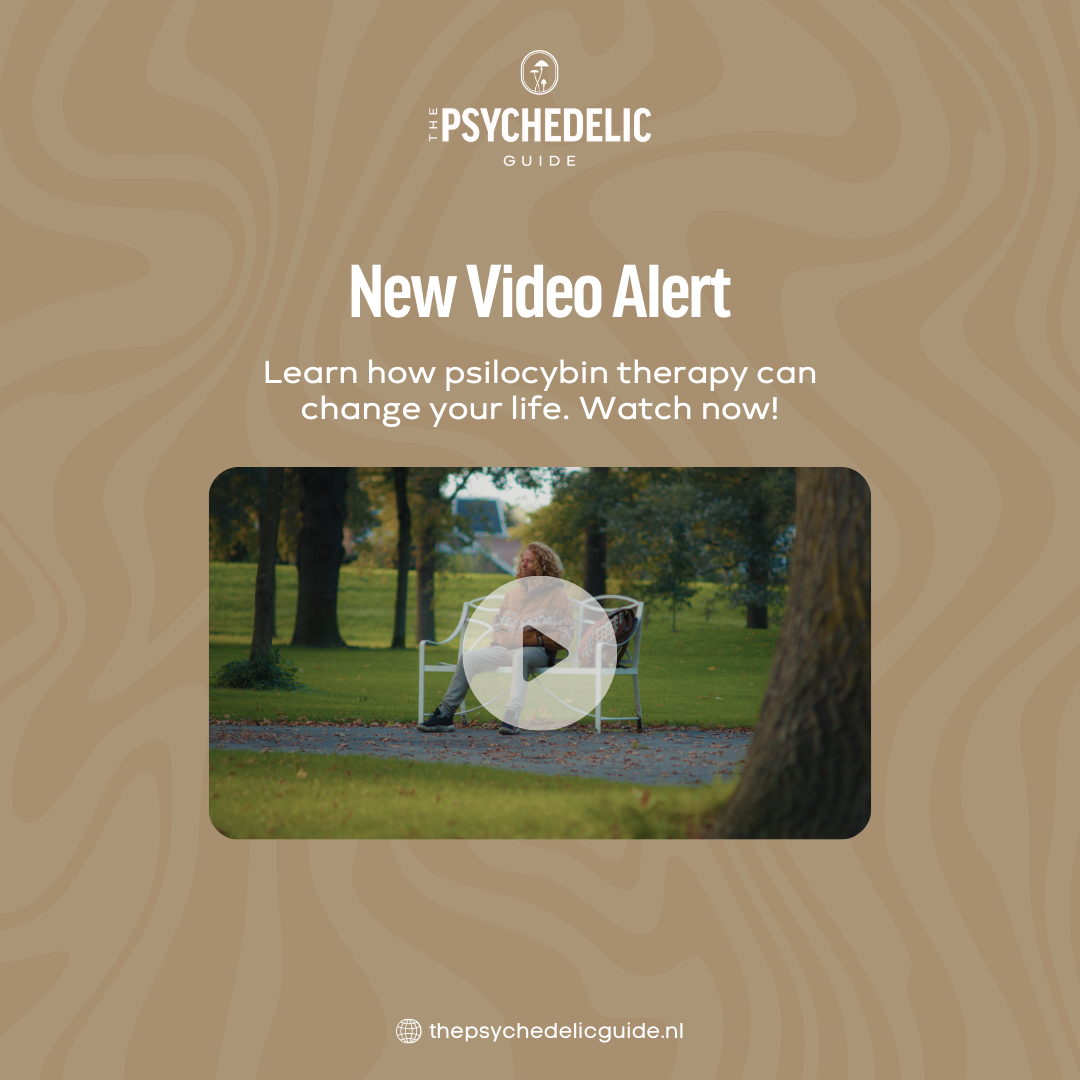 THE PSYCHEDELIC
GUIDE
New Video Alert
Learn how psilocybin therapy can
change your life. Watch now!
thepsychedelicguide.nl